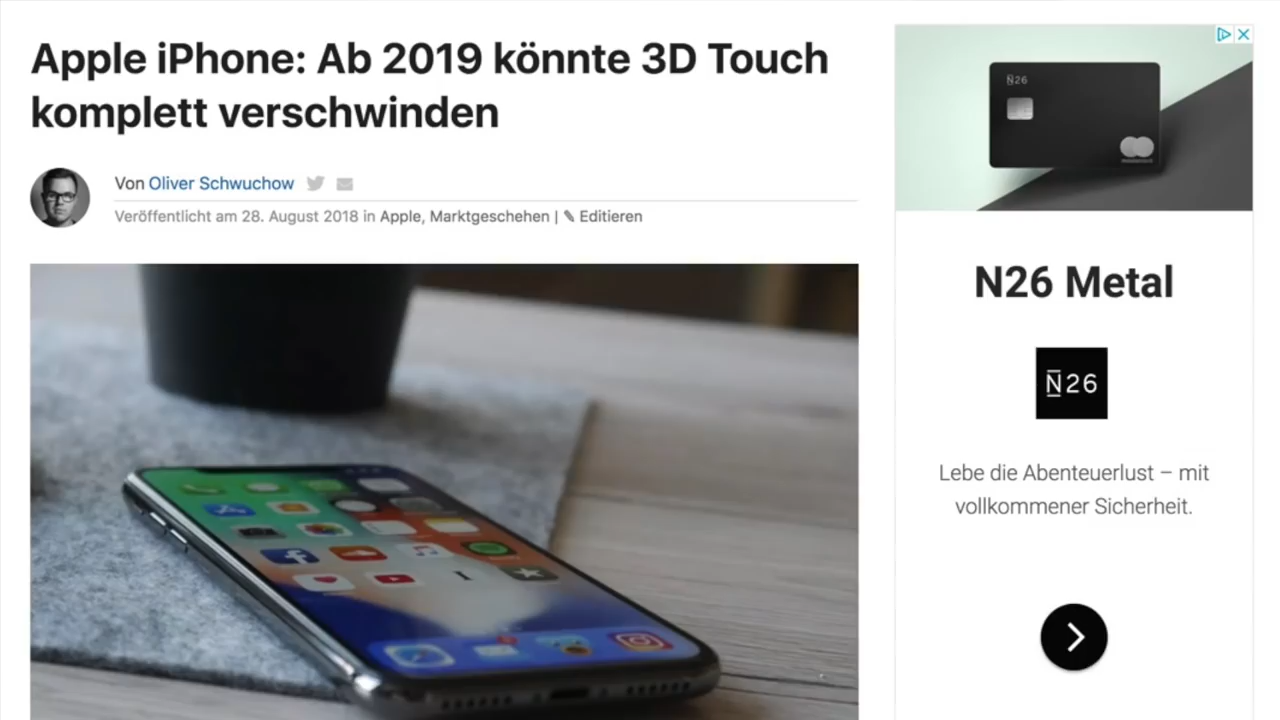 Apple iPhone: Ab 2019 könnte 3D Touch
komplett verschwinden
Von Oliver Schwuchow
Veröffentlicht am 28. August 2018 in Apple, Marktgeschehen | ✎ Editieren
N26
N26 Metal
N26
Lebe die Abenteuerlust – mit
vollkommener Sicherheit.